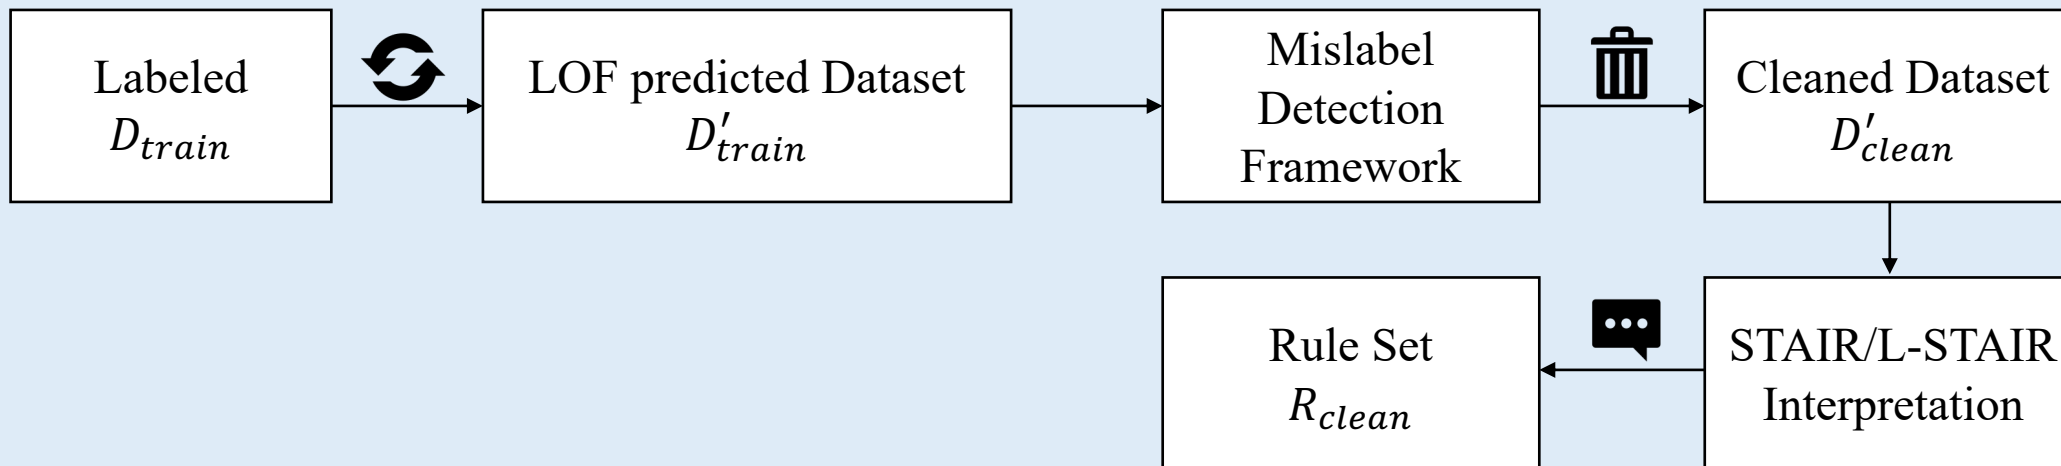 Labeled
D_train
LOF predicted Dataset
D'_train
Mislabel
Detection
Framework
Cleaned Dataset
D'_clean
Rule Set
R_clean
STAIR/L-STAIR
Interpretation